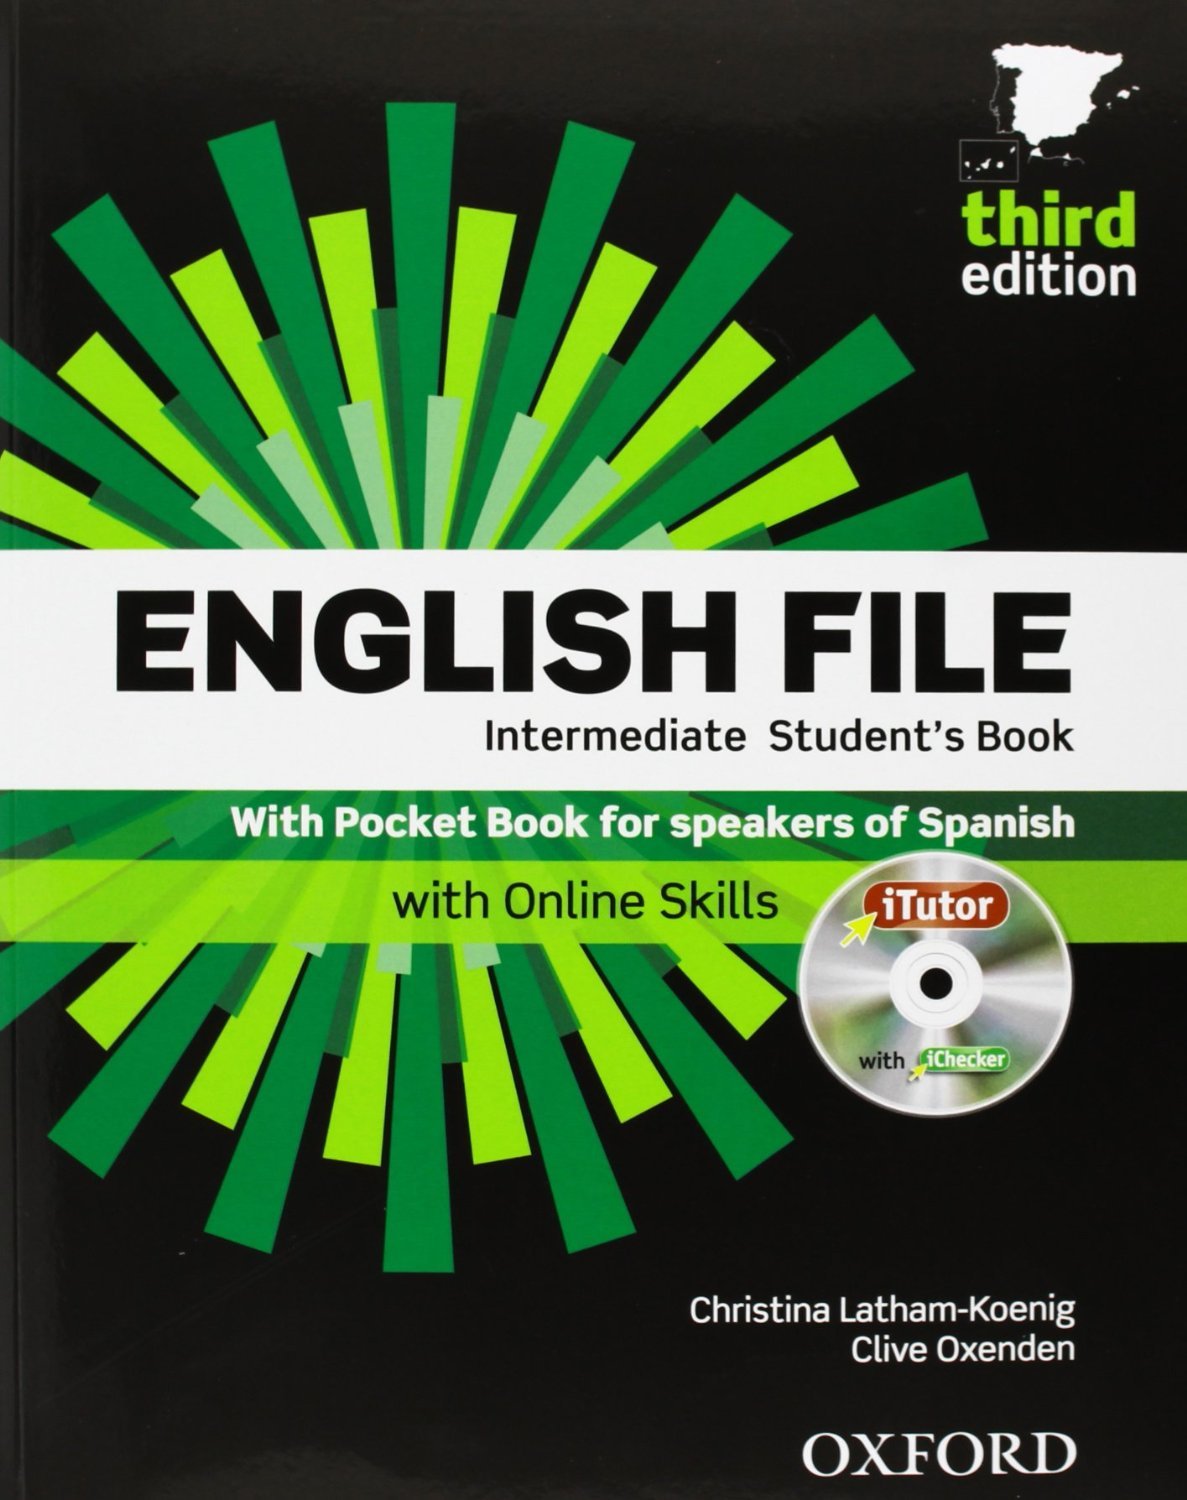 third
edition
ENGLISH FILE
Intermediate Student's Book
With Pocket Book for speakers of Spanish
with Online Skills
iTutor
with iChecker
Christina Latham-Koenig
Clive Oxenden
OXFORD